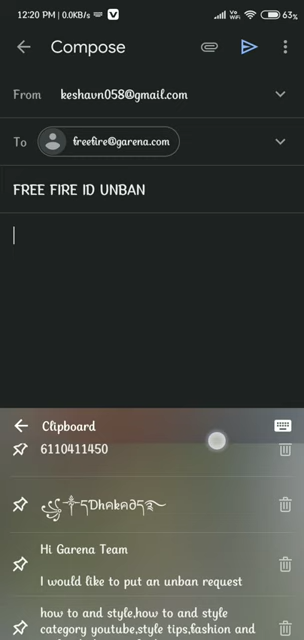 12:20 PM | 0.0KB/s
Vo WiFi 63%
Compose
From keshavn058@gmail.com
To freefire@garena.com
FREE FIRE ID UNBAN
Clipboard
6110411450
Hi Garena Team
I would like to put an unban request
how to and style,how to and style
category youtube,style tips,fashion and